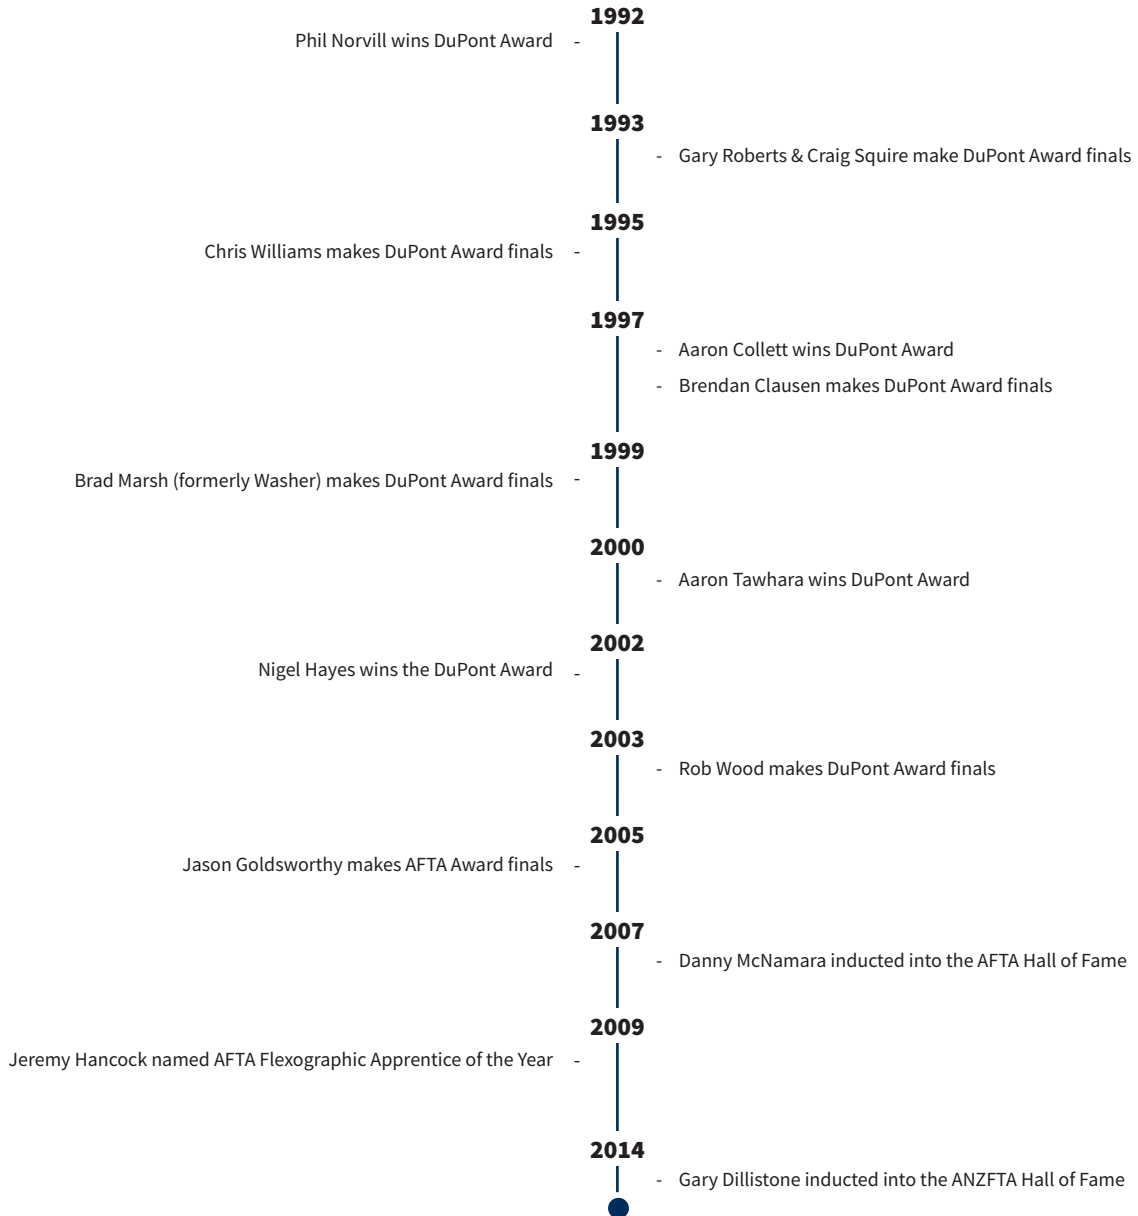 1992
Phil Norvill wins DuPont Award -
1993
- Gary Roberts & Craig Squire make DuPont Award finals
1995
Chris Williams makes DuPont Award finals -
1997
- Aaron Collett wins DuPont Award
- Brendan Clausen makes DuPont Award finals
1999
Brad Marsh (formerly Washer) makes DuPont Award finals -
2000
- Aaron Tawhara wins DuPont Award
2002
Nigel Hayes wins the DuPont Award -
2003
- Rob Wood makes DuPont Award finals
2005
Jason Goldsworthy makes AFTA Award finals -
2007
- Danny McNamara inducted into the AFTA Hall of Fame
2009
Jeremy Hancock named AFTA Flexographic Apprentice of the Year -
2014
- Gary Dillistone inducted into the ANZFTA Hall of Fame